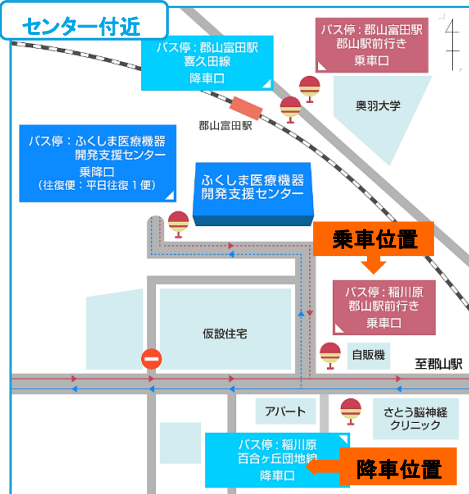 センター付近
バス停：郡山富田駅
喜久田線
降車口
バス停：郡山富田駅
郡山駅前行き
乗車口
奥羽大学
郡山富田駅
バス停：ふくしま医療機器
開発支援センター
乗降口
（往復便：平日往復１便）
ふくしま医療機器
開発支援センター
乗車位置
バス停：稲川原
郡山駅前行き
乗車口
仮設住宅
自販機
至郡山駅
アパート
さとう脳神経
クリニック
バス停：稲川原
百合ヶ丘団地線
降車口
降車位置